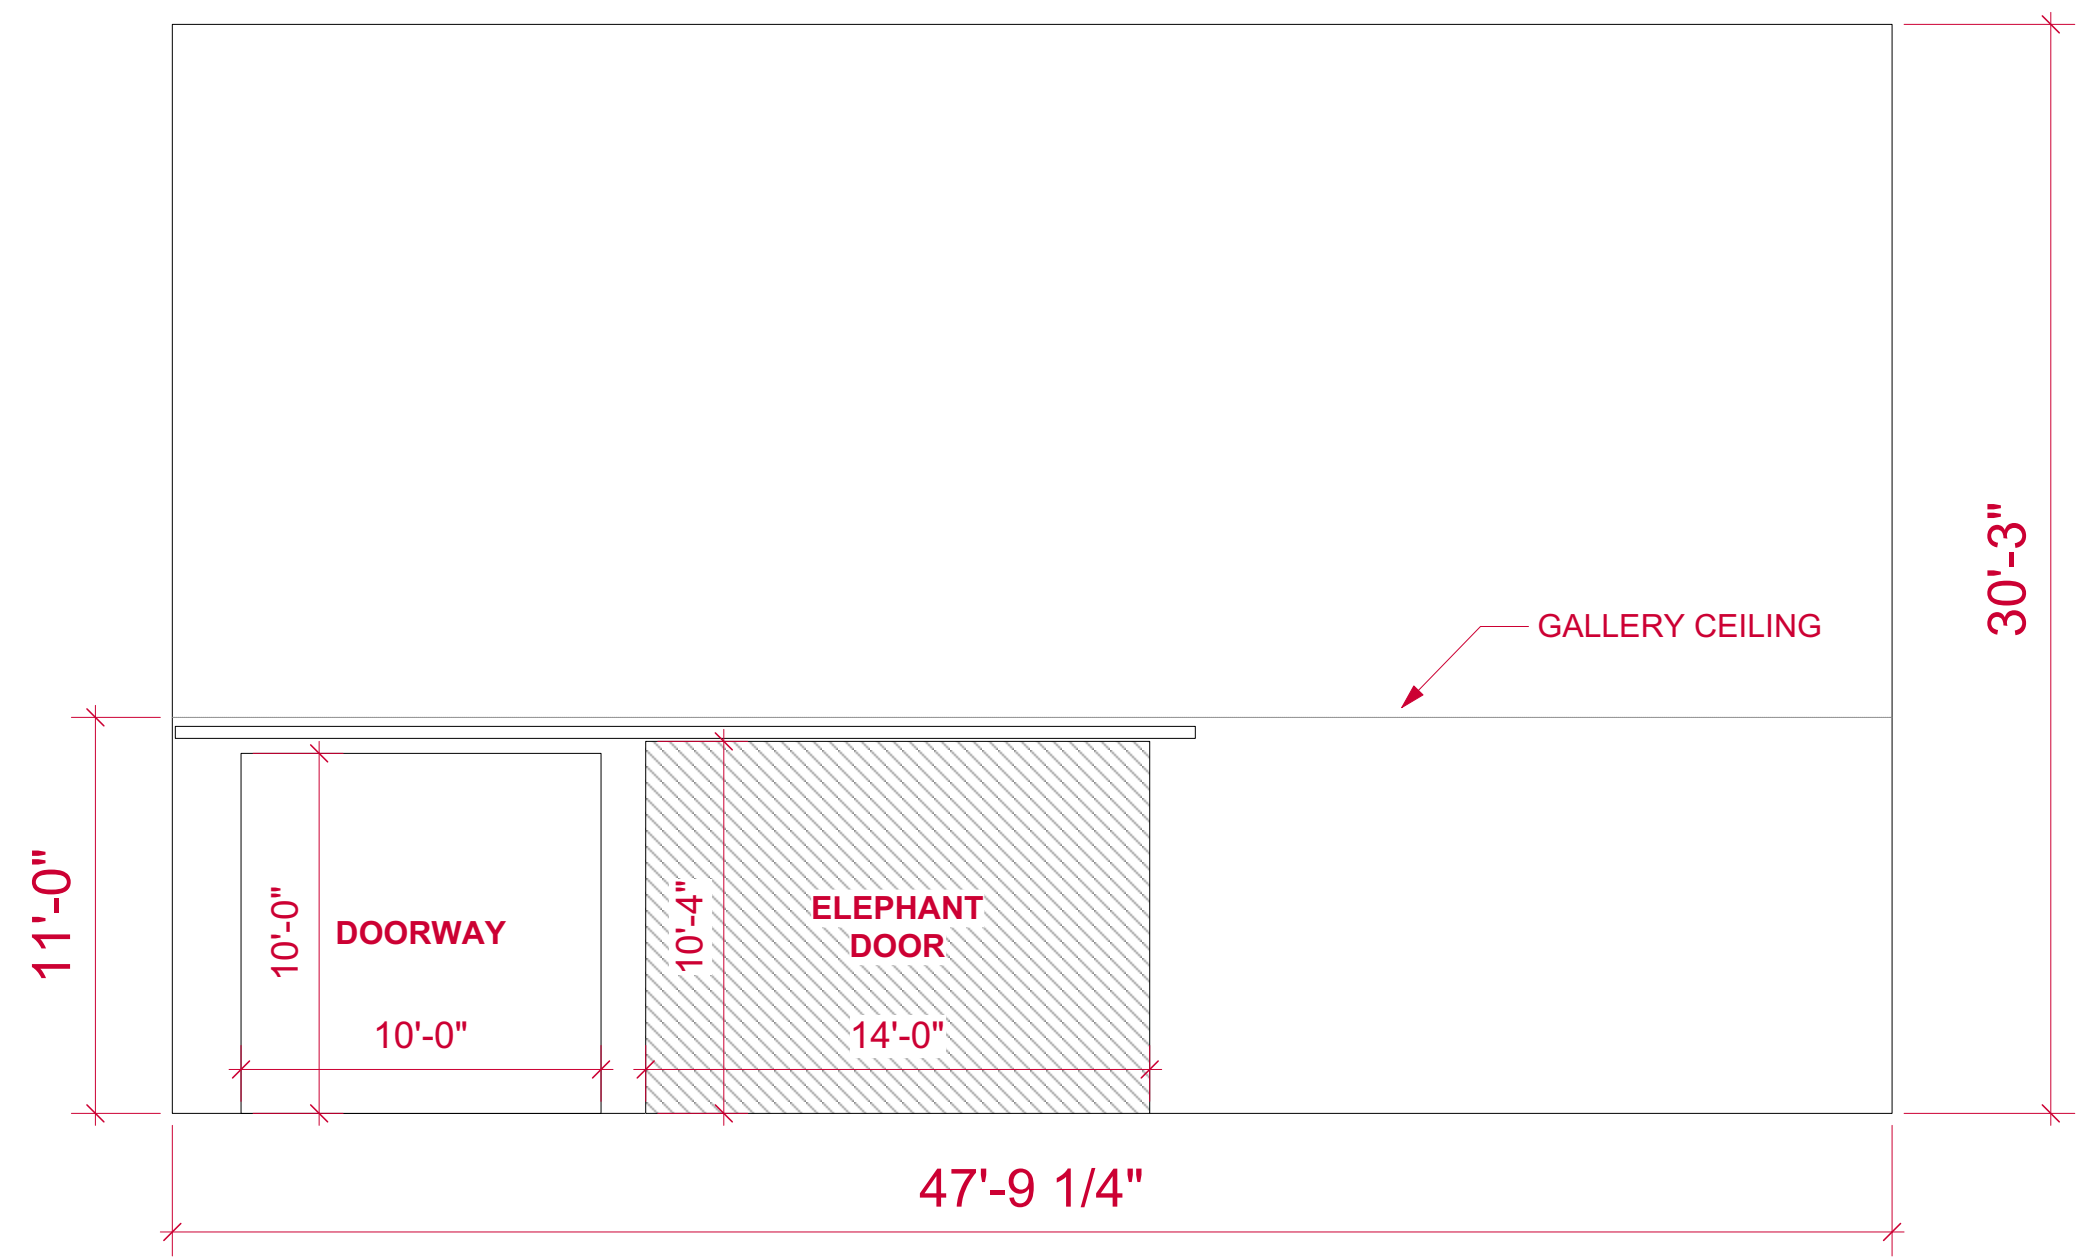 30'-3"
GALLERY CEILING
11'-0"
10'-0"
DOORWAY
10'-0"
10'-4"
ELEPHANT
DOOR
14'-0"
47'-9 1/4"